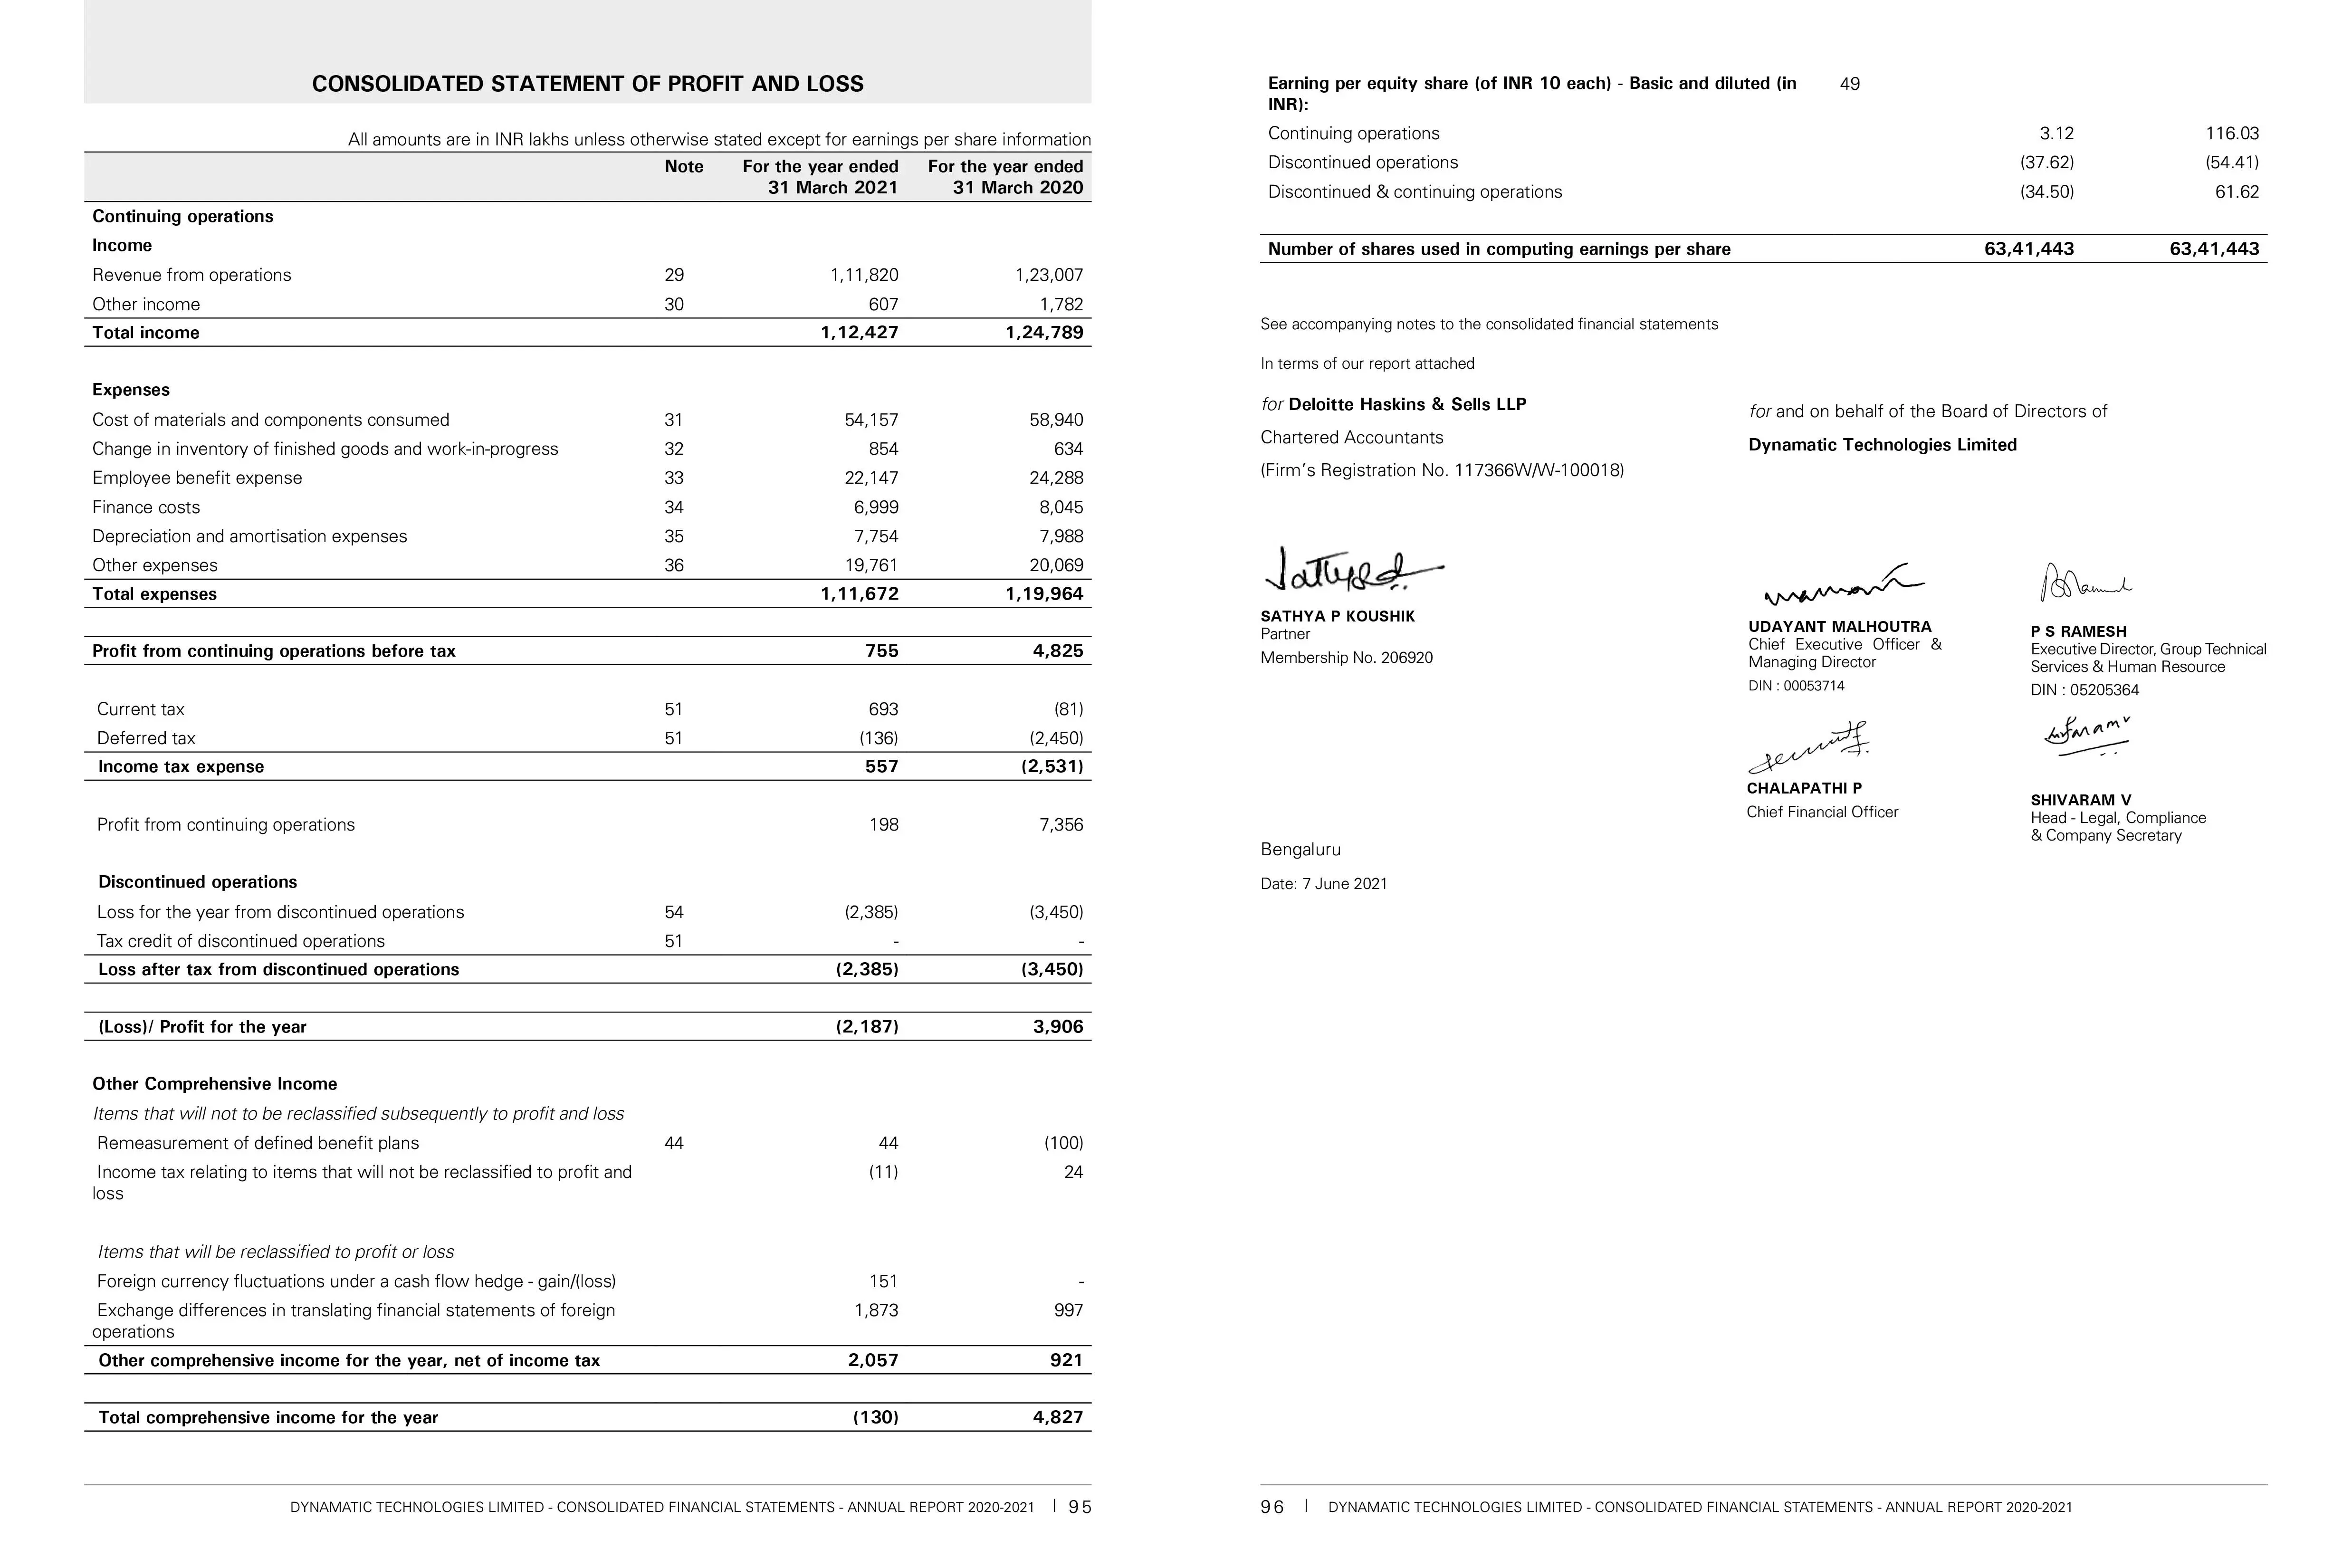 CONSOLIDATED STATEMENT OF PROFIT AND LOSS
All amounts are in INR lakhs unless otherwise stated except for earnings per share information
Note For the year ended 31 March 2021 For the year ended 31 March 2020
Continuing operations
Income
Revenue from operations 29 1,11,820 1,23,007
Other income 30 607 1,782
Total income 1,12,427 1,24,789
Expenses
Cost of materials and components consumed 31 54,157 58,940
Change in inventory of finished goods and work-in-progress 32 854 634
Employee benefit expense 33 22,147 24,288
Finance costs 34 6,999 8,045
Depreciation and amortisation expenses 35 7,754 7,988
Other expenses 36 19,761 20,069
Total expenses 1,11,672 1,19,964
Profit from continuing operations before tax 755 4,825
Current tax 51 693 (81)
Deferred tax 51 (136) (2,450)
Income tax expense 557 (2,531)
Profit from continuing operations 198 7,356
Discontinued operations
Loss for the year from discontinued operations 54 (2,385) (3,450)
Tax credit of discontinued operations 51 - -
Loss after tax from discontinued operations (2,385) (3,450)
(Loss)/ Profit for the year (2,187) 3,906
Other Comprehensive Income
Items that will not to be reclassified subsequently to profit and loss
Remeasurement of defined benefit plans 44 44 (100)
Income tax relating to items that will not be reclassified to profit and (11) 24
loss
Items that will be reclassified to profit or loss
Foreign currency fluctuations under a cash flow hedge - gain/(loss) 151 -
Exchange differences in translating financial statements of foreign 1,873 997
operations
Other comprehensive income for the year, net of income tax 2,057 921
Total comprehensive income for the year (130) 4,827
DYNAMATIC TECHNOLOGIES LIMITED - CONSOLIDATED FINANCIAL STATEMENTS - ANNUAL REPORT 2020-2021 | 95
Earning per equity share (of INR 10 each) - Basic and diluted (in 49
INR):
Continuing operations 3.12 116.03
Discontinued operations (37.62) (54.41)
Discontinued & continuing operations (34.50) 61.62
Number of shares used in computing earnings per share 63,41,443 63,41,443
See accompanying notes to the consolidated financial statements
In terms of our report attached
for Deloitte Haskins & Sells LLP
Chartered Accountants
(Firm's Registration No. 117366W/W-100018)
for and on behalf of the Board of Directors of
Dynamatic Technologies Limited
SATHYA P KOUSHIK
Partner
Membership No. 206920
UDAYANT MALHOUTRA
Chief Executive Officer &
Managing Director
DIN : 00053714
P S RAMESH
Executive Director, Group Technical
Services & Human Resource
DIN : 05205364
CHALAPATHI P
Chief Financial Officer
SHIVARAM V
Head - Legal, Compliance
& Company Secretary
Bengaluru
Date: 7 June 2021
96 | DYNAMATIC TECHNOLOGIES LIMITED - CONSOLIDATED FINANCIAL STATEMENTS - ANNUAL REPORT 2020-2021